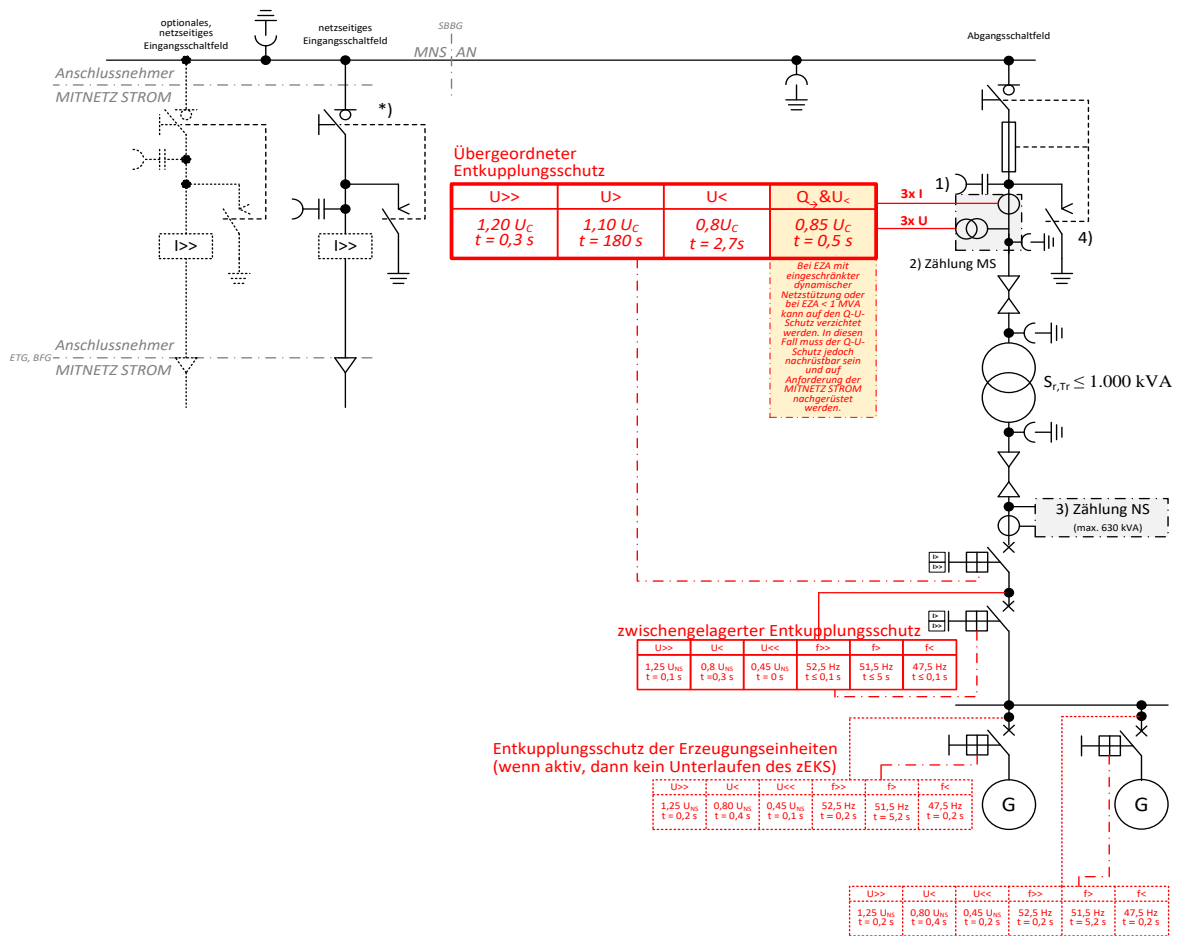 optionales,
netzseitiges
Eingangsschaltfeld
netzseitiges
Eingangsschaltfeld
SBBG
MNS AN
Abgangsschaltfeld
Anschlussnehmer
MITNETZ STROM
*)
I>>
I>>
Übergeordneter
Entkupplungsschutz
U>> U> U< Q→&U<
1,20 UC 1,10 UC 0,8UC 0,85 UC
t = 0,3 s t = 180 s t = 2,7s t = 0,5 s
Bei EZA mit
eingeschränkter
dynamischer
Netzstützung oder
bei EZA < 1 MVA
kann auf den Q-U-
Schutz verzichtet
werden. In diesen
Fall muss der Q-U-
Schutz jedoch
nachrüstbar sein
und auf
Anforderung der
MITNETZ STROM
nachgerüstet
werden.
1)
3x I
3x U
4)
2) Zählung MS
Anschlussnehmer
ETG, BFG
MITNETZ STROM
Sr,Tr ≤ 1.000 kVA
3) Zählung NS
(max. 630 kVA)
I>
I>>
I>
I>>
zwischengelagerter Entkupplungsschutz
U>> U< U<< f>> f> f<
1,25 UNS 0,8 UNS 0,45 UNS 52,5 Hz 51,5 Hz 47,5 Hz
t = 0,1 s t =0,3 s t = 0 s t ≤ 0,1 s t ≤ 5 s t ≤ 0,1 s
Entkupplungsschutz der Erzeugungseinheiten
(wenn aktiv, dann kein Unterlaufen des zEKS)
U>> U< U<< f>> f> f<
1,25 UNS 0,80 UNS 0,45 UNS 52,5 Hz 51,5 Hz 47,5 Hz
t = 0,2 s t = 0,4 s t = 0,1 s t = 0,2 s t = 5,2 s t = 0,2 s
G
G
U>> U< U<< f>> f> f<
1,25 UNS 0,80 UNS 0,45 UNS 52,5 Hz 51,5 Hz 47,5 Hz
t = 0,2 s t = 0,4 s t = 0,2 s t = 0,2 s t = 5,2 s t = 0,2 s